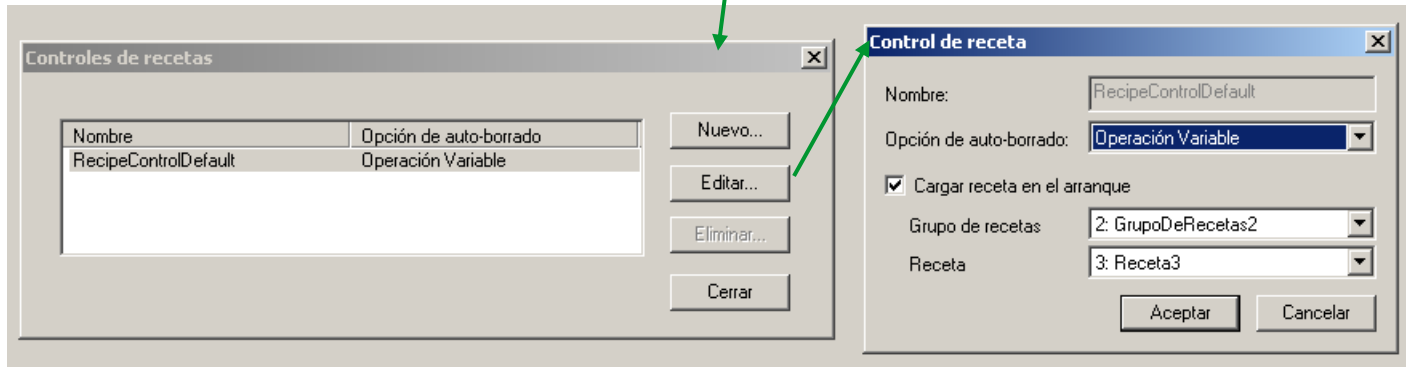 Controles de recetas
Nombre Opción de auto-borrado
RecipeControlDefault Operación Variable
Nuevo...
Editar...
Eliminar...
Cerrar
Control de receta
Nombre: RecipeControlDefault
Opción de auto-borrado: Operación Variable
Cargar receta en el arranque
Grupo de recetas 2: GrupoDeRecetas2
Receta 3: Receta3
Aceptar Cancelar